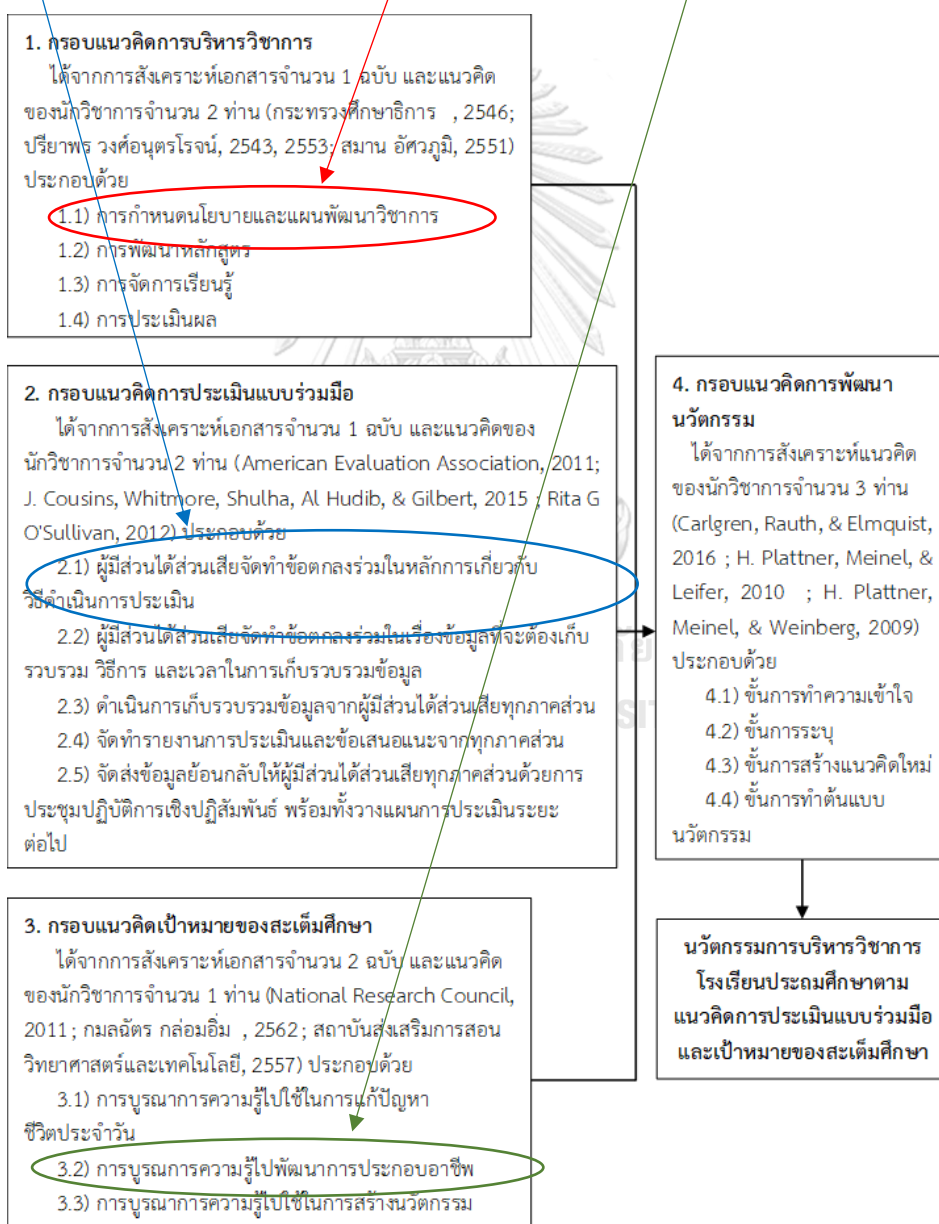 1. กรอบแนวคิดการบริหารวิชาการ
ได้จากการสังเคราะห์เอกสารจำนวน 1 ฉบับ และแนวคิด
ของนักวิชาการจำนวน 2 ท่าน (กระทรวงศึกษาธิการ , 2546;
ปรียาพร วงศ์อนุตรโรจน์, 2543, 2553; สมาน อัศวภูมิ, 2551)
ประกอบด้วย
1.1) การกำหนดนโยบายและแผนพัฒนาวิชาการ
1.2) การพัฒนาหลักสูตร
1.3) การจัดการเรียนรู้
1.4) การประเมินผล
2. กรอบแนวคิดการประเมินแบบร่วมมือ
ได้จากการสังเคราะห์เอกสารจำนวน 1 ฉบับ และแนวคิดของ
นักวิชาการจำนวน 2 ท่าน (American Evaluation Association, 2011;
J. Cousins, Whitmore, Shulha, Al Hudib, & Gilbert, 2015 ; Rita G
O'Sullivan, 2012) ประกอบด้วย
2.1) ผู้มีส่วนได้ส่วนเสียจัดทำข้อตกลงร่วมในหลักการเกี่ยวกับ
วิธีดำเนินการประเมิน
2.2) ผู้มีส่วนได้ส่วนเสียจัดทำข้อตกลงร่วมในเรื่องข้อมูลที่จะต้องเก็บ
รวบรวม วิธีการ และเวลาในการเก็บรวบรวมข้อมูล
2.3) ดำเนินการเก็บรวบรวมข้อมูลจากผู้มีส่วนได้ส่วนเสียทุกภาคส่วน
2.4) จัดทำรายงานการประเมินและข้อเสนอแนะจากทุกภาคส่วน
2.5) จัดส่งข้อมูลย้อนกลับให้ผู้มีส่วนได้ส่วนเสียทุกภาคส่วนด้วยการ
ประชุมปฏิบัติการเชิงปฏิสัมพันธ์ พร้อมทั้งวางแผนการประเมินระยะ
ต่อไป
3. กรอบแนวคิดเป้าหมายของสะเต็มศึกษา
ได้จากการสังเคราะห์เอกสารจำนวน 2 ฉบับ และแนวคิด
ของนักวิชาการจำนวน 1 ท่าน (National Research Council,
2011 ; กมลฉัตร กล่อมอิ่ม , 2562 ; สถาบันส่งเสริมการสอน
วิทยาศาสตร์และเทคโนโลยี, 2557) ประกอบด้วย
3.1) การบูรณาการความรู้ไปใช้ในการแก้ปัญหา
ชีวิตประจำวัน
3.2) การบูรณการความรู้ไปพัฒนาการประกอบอาชีพ
3.3) การบูรณาการความรู้ไปใช้ในการสร้างนวัตกรรม
4. กรอบแนวคิดการพัฒนา
นวัตกรรม
ได้จากการสังเคราะห์แนวคิด
ของนักวิชาการจำนวน 3 ท่าน
(Carlgren, Rauth, & Elmquist,
2016 ; H. Plattner, Meinel, &
Leifer, 2010 ; H. Plattner,
Meinel, & Weinberg, 2009)
ประกอบด้วย
4.1) ขั้นการทำความเข้าใจ
4.2) ขั้นการระบุ
4.3) ขั้นการสร้างแนวคิดใหม่
4.4) ขั้นการทำต้นแบบ
นวัตกรรม
นวัตกรรมการบริหารวิชาการ
โรงเรียนประถมศึกษาตาม
แนวคิดการประเมินแบบร่วมมือ
และเป้าหมายของสะเต็มศึกษา